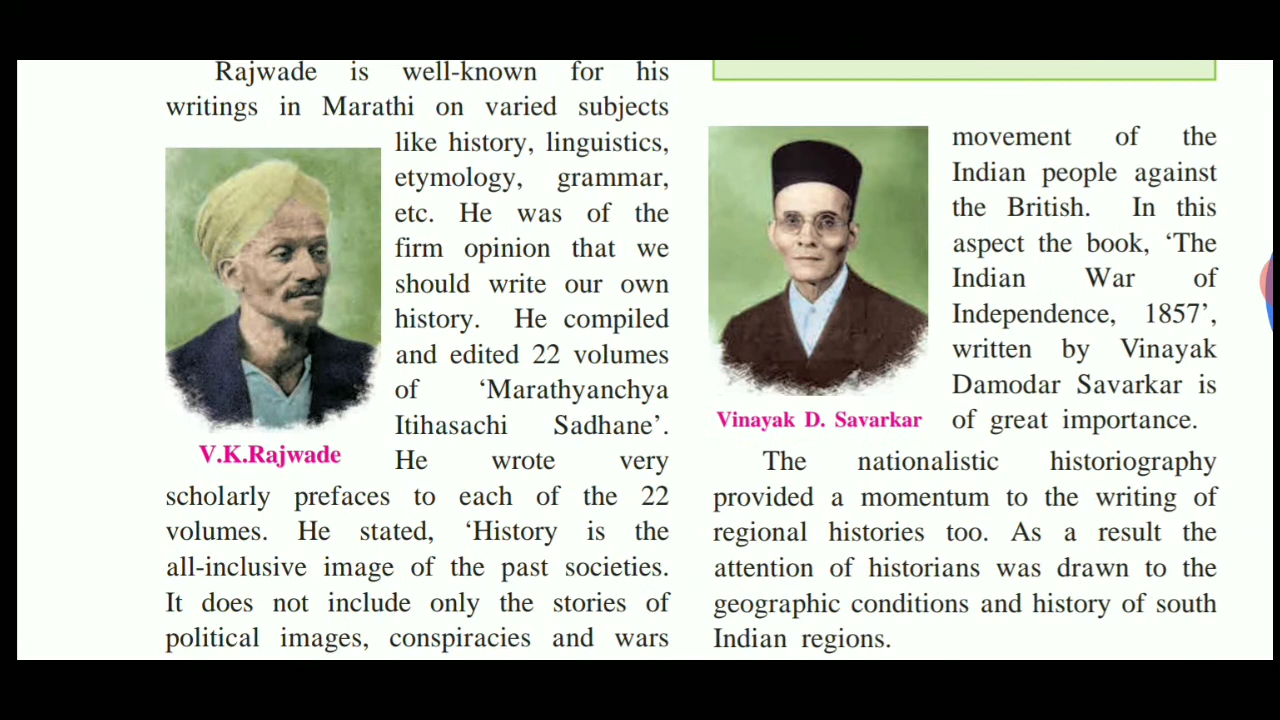 Rajwade is well-known for his
writings in Marathi on varied subjects
like history, linguistics,
etymology, grammar,
etc. He was of the
firm opinion that we
should write our own
history. He compiled
and edited 22 volumes
of ‘Marathyanchya
Itihasachi Sadhane’.
He wrote very
V.K.Rajwade
scholarly prefaces to each of the 22
volumes. He stated, ‘History is the
all-inclusive image of the past societies.
It does not include only the stories of
political images, conspiracies and wars
movement of the
Indian people against
the British. In this
aspect the book, ‘The
Indian War of
Independence, 1857’,
written by Vinayak
Damodar Savarkar is
of great importance.
Vinayak D. Savarkar
The nationalistic historiography
provided a momentum to the writing of
regional histories too. As a result the
attention of historians was drawn to the
geographic conditions and history of south
Indian regions.